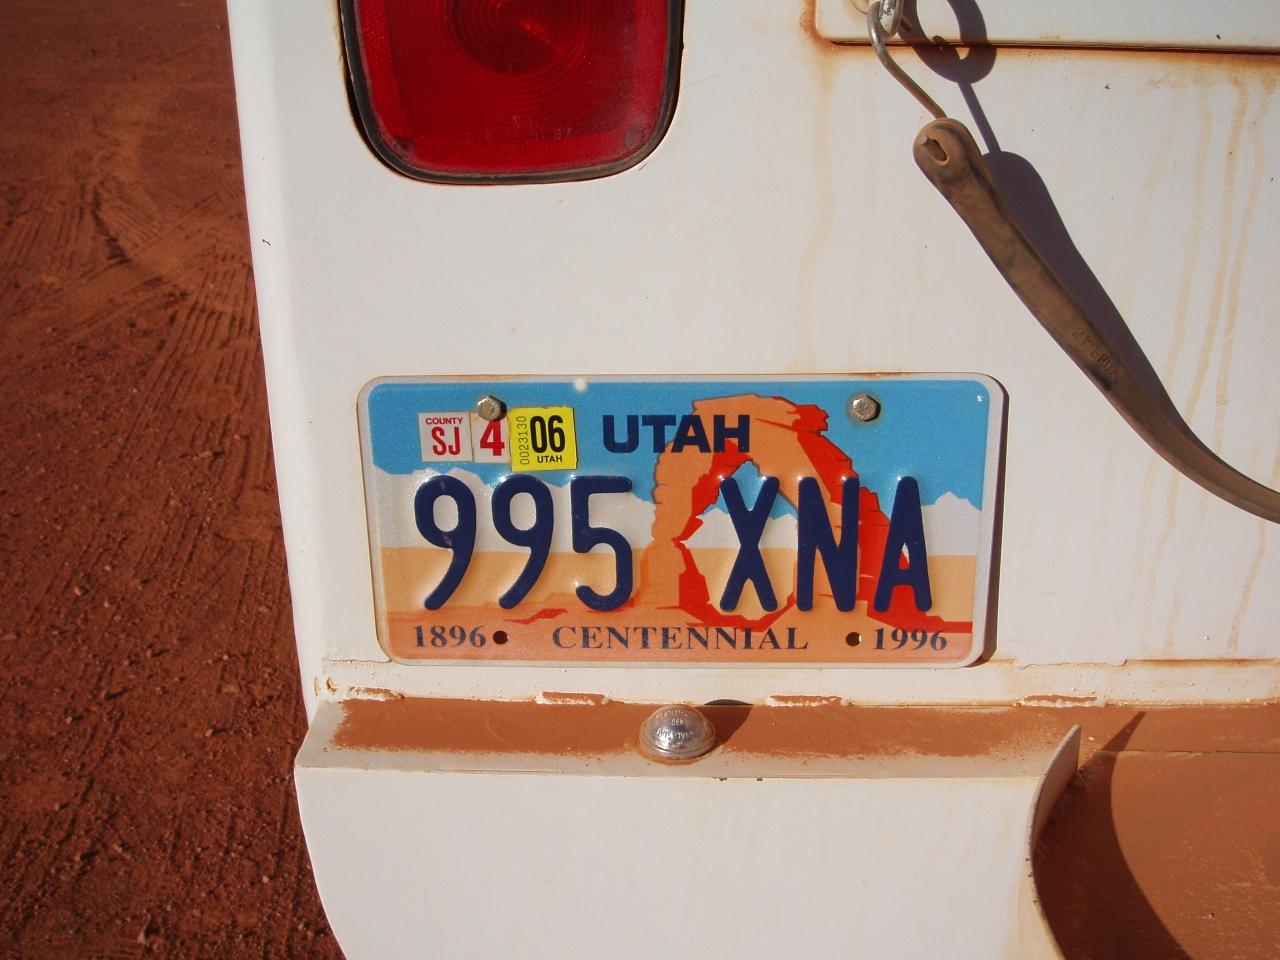 COUNTY
SJ
4
0023130
06
UTAH
UTAH
995 XNA
1896 CENTENNIAL 1996